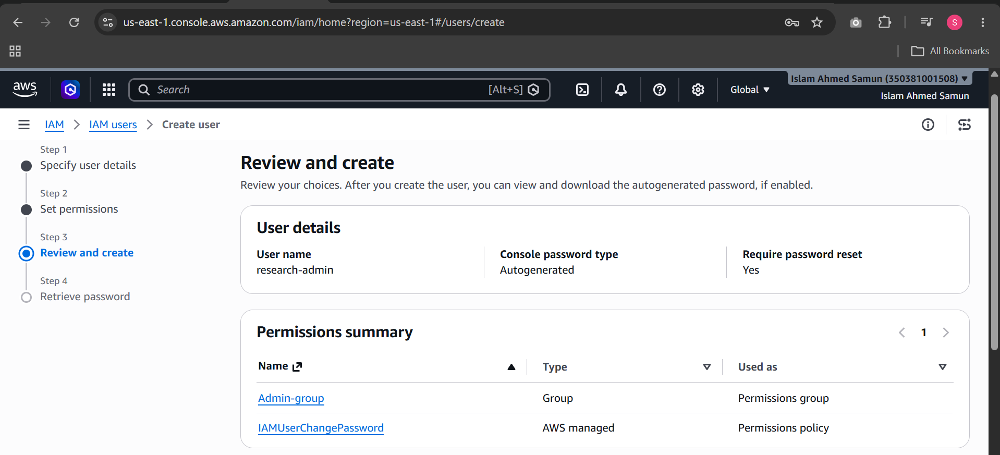 us-east-1.console.aws.amazon.com/iam/home?region=us-east-1#/users/create
S
All Bookmarks
aws
Search
[Alt+S]
Global
Islam Ahmed Samun (350381001508)
Islam Ahmed Samun
IAM
IAM users
Create user
Step 1
Specify user details
Step 2
Set permissions
Step 3
Review and create
Step 4
Retrieve password
Review and create
Review your choices. After you create the user, you can view and download the autogenerated password, if enabled.
User details
User name
research-admin
Console password type
Autogenerated
Require password reset
Yes
Permissions summary
1
Name Type Used as
Admin-group Group Permissions group
IAMUserChangePassword AWS managed Permissions policy